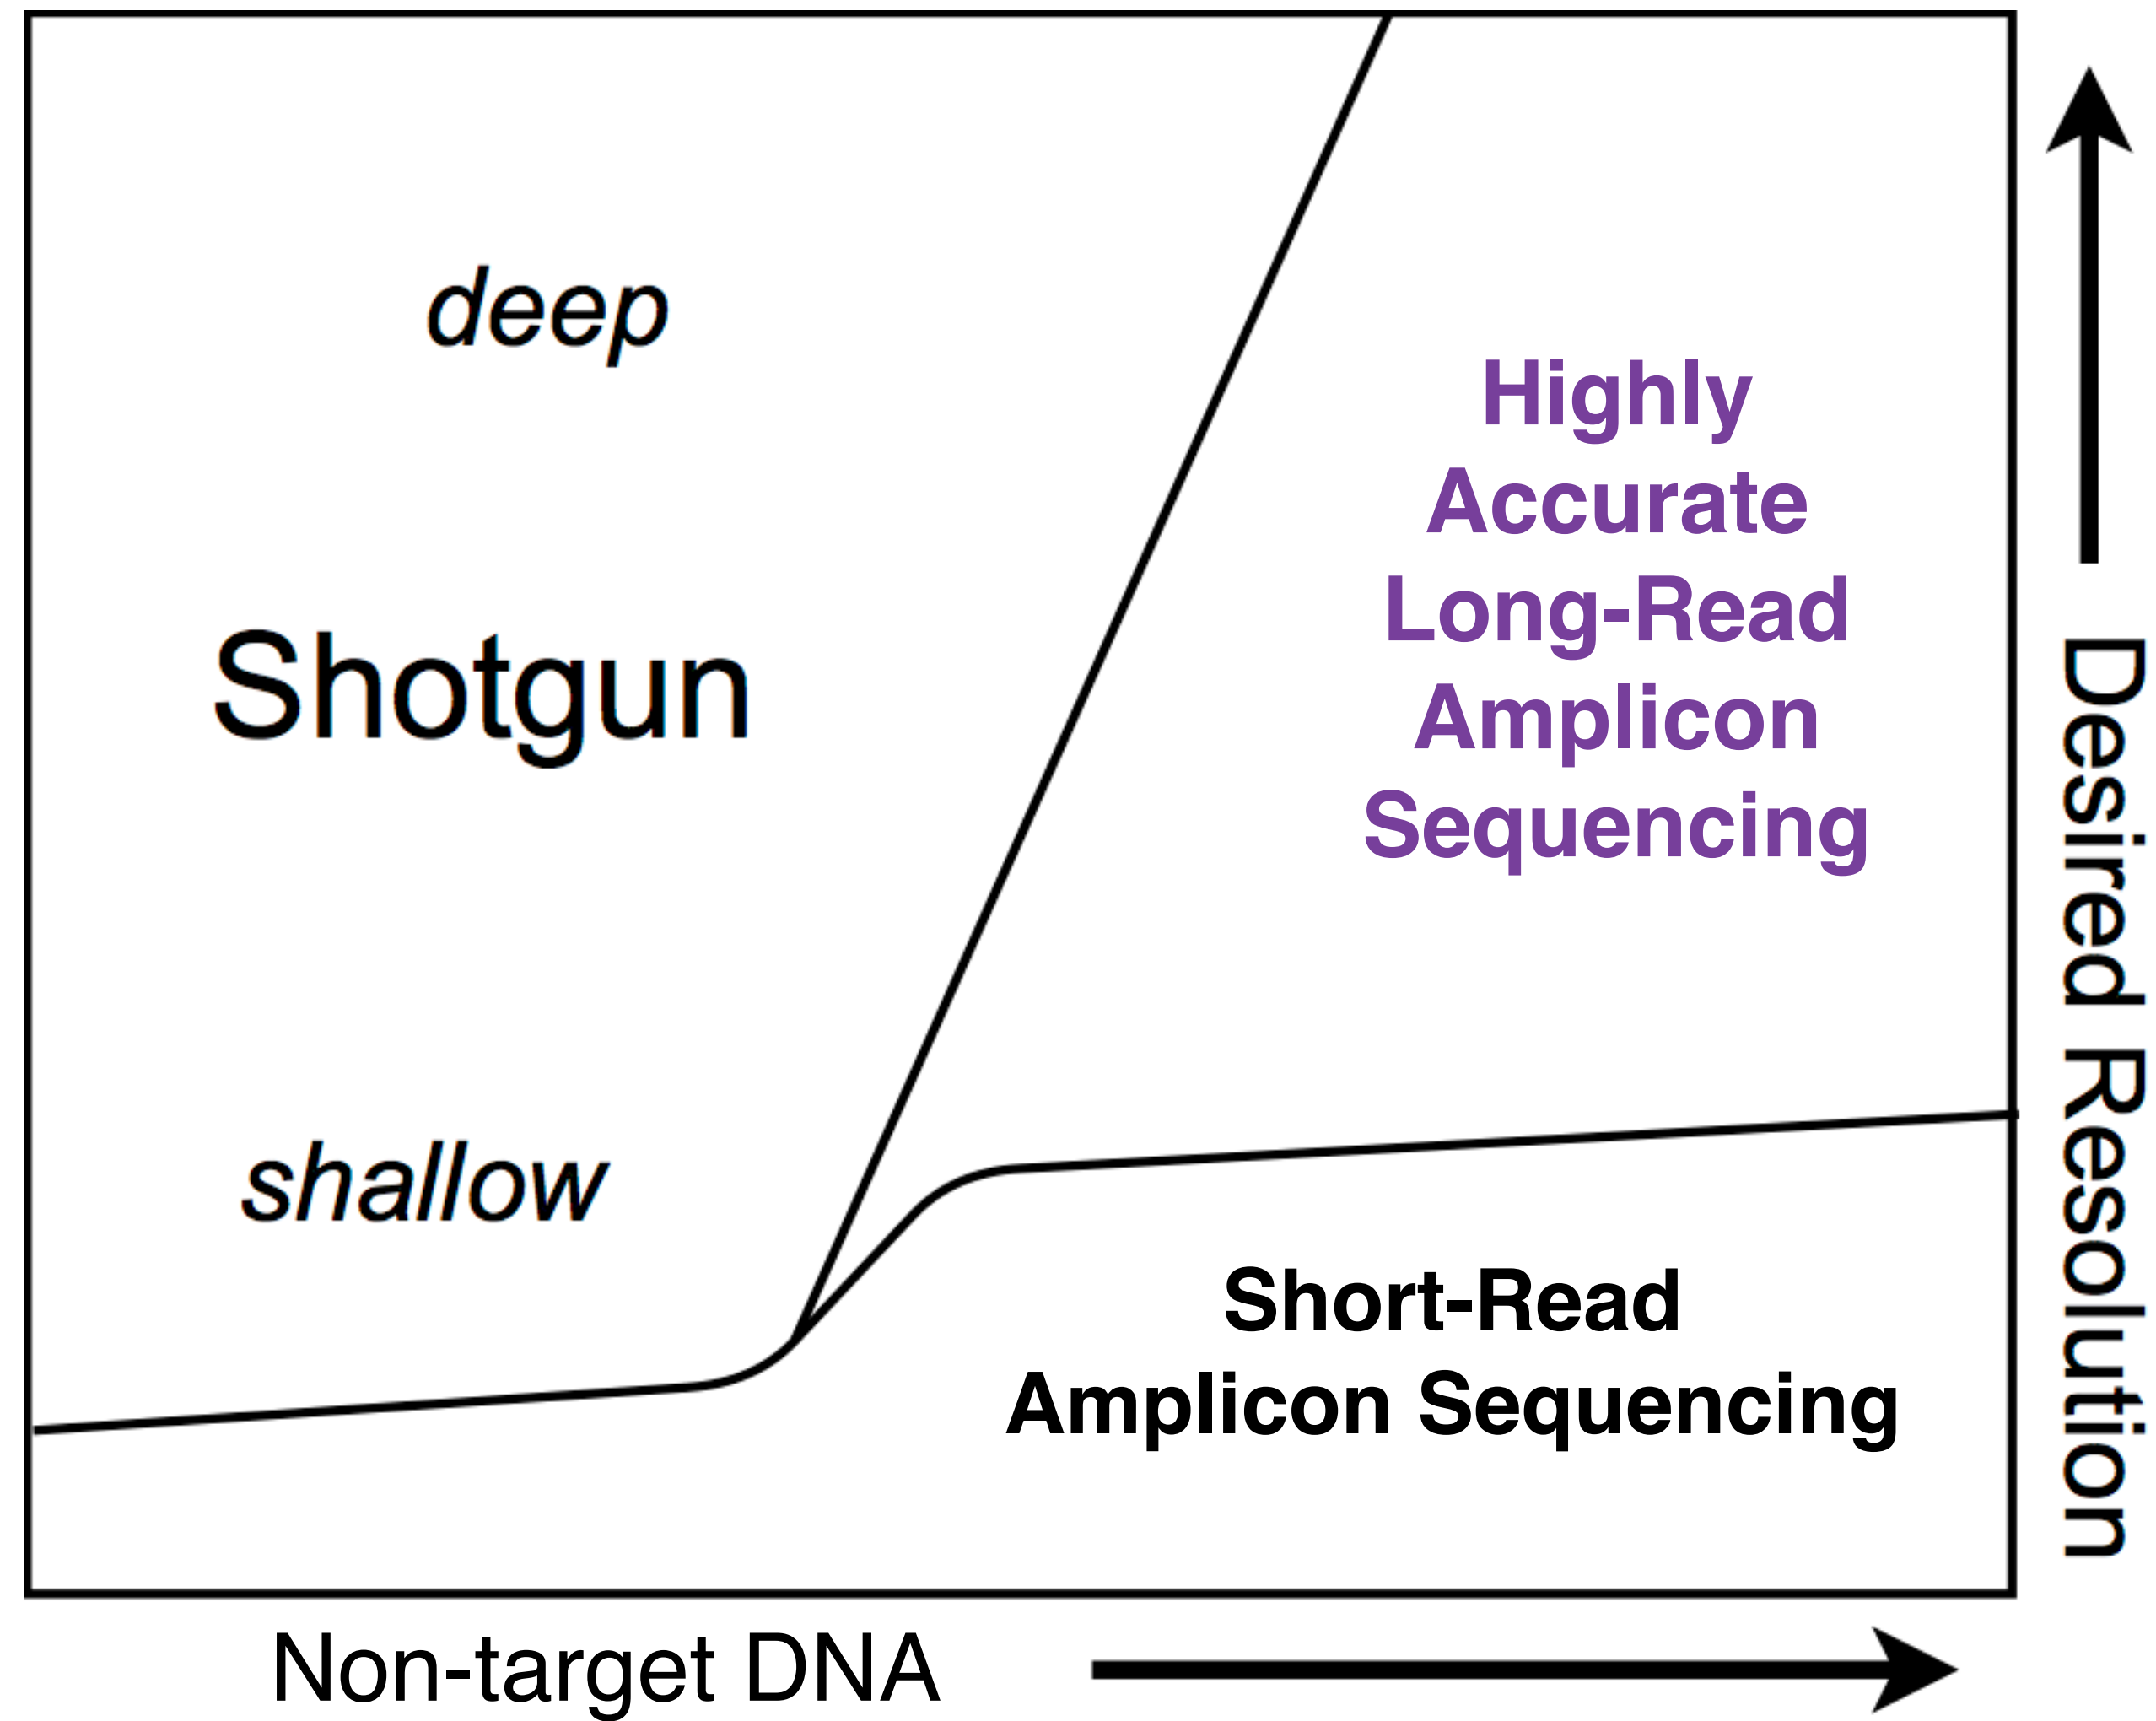 deep
Shotgun
shallow
Highly
Accurate
Long-Read
Amplicon
Sequencing
Short-Read
Amplicon Sequencing
Desired Resolution
Non-target DNA